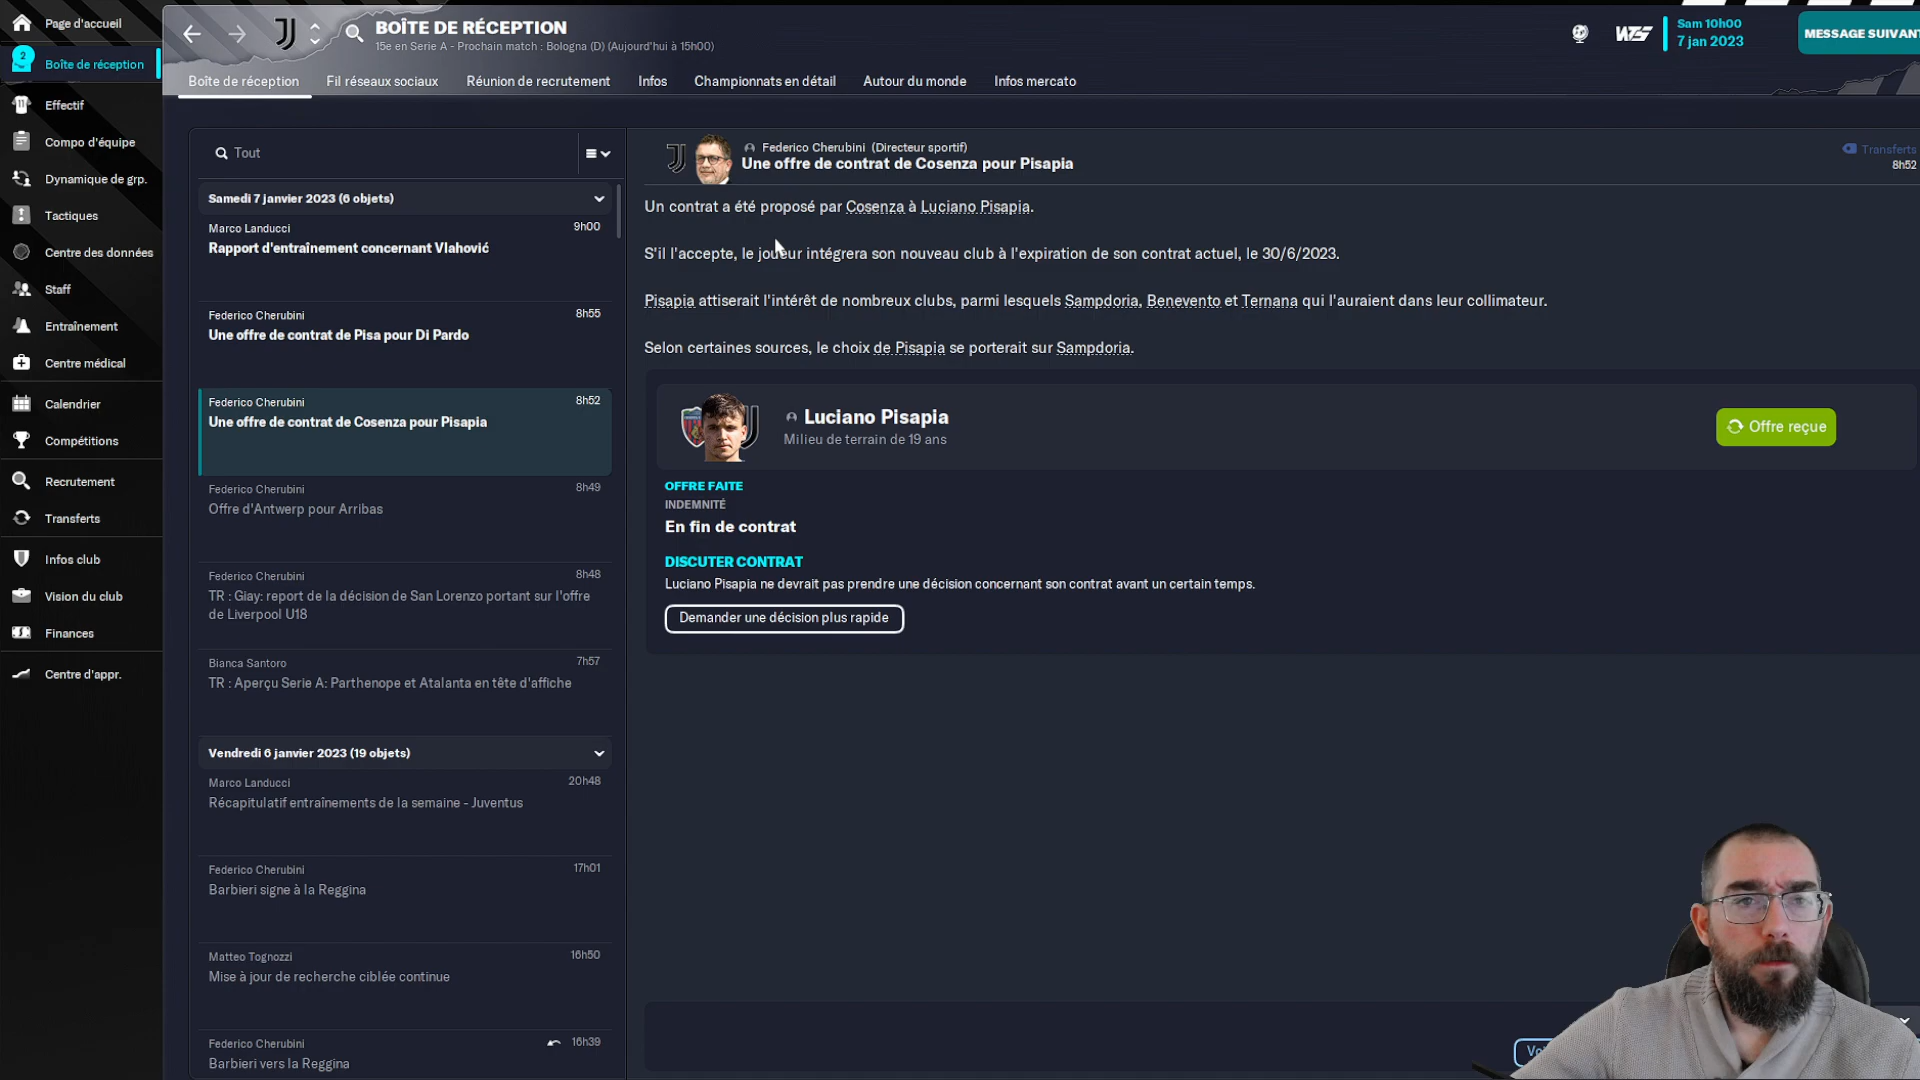 Page d'accueil
2
Boîte de réception
Effectif
Compo d'équipe
Dynamique de grp.
Tactiques
Centre des données
Staff
Entraînement
Centre médical
Calendrier
Compétitions
Recrutement
Transferts
Infos club
Vision du club
Finances
Centre d'appr.
BOÎTE DE RÉCEPTION
15e en Serie A - Prochain match : Bologna (D) (Aujourd'hui à 15h00)
Sam 10h00
7 jan 2023
MESSAGE SUIVANT
Boîte de réception Fil réseaux sociaux Réunion de recrutement Infos Championnats en détail Autour du monde Infos mercato
Tout
Samedi 7 janvier 2023 (6 objets)
Marco Landucci 9h00
Rapport d'entraînement concernant Vlahović
Federico Cherubini 8h55
Une offre de contrat de Pisa pour Di Pardo
Federico Cherubini 8h52
Une offre de contrat de Cosenza pour Pisapia
Federico Cherubini 8h49
Offre d'Antwerp pour Arribas
Federico Cherubini 8h48
TR : Giay: report de la décision de San Lorenzo portant sur l'offre
de Liverpool U18
Bianca Santoro 7h57
TR : Aperçu Serie A: Parthenope et Atalanta en tête d'affiche
Vendredi 6 janvier 2023 (19 objets)
Marco Landucci 20h48
Récapitulatif entraînements de la semaine - Juventus
Federico Cherubini 17h01
Barbieri signe à la Reggina
Matteo Tognozzi 16h50
Mise à jour de recherche ciblée continue
Federico Cherubini 16h39
Barbieri vers la Reggina
Federico Cherubini (Directeur sportif)
Une offre de contrat de Cosenza pour Pisapia
Transferts
8h52
Un contrat a été proposé par Cosenza à Luciano Pisapia.
S'il l'accepte, le joueur intégrera son nouveau club à l'expiration de son contrat actuel, le 30/6/2023.
Pisapia attiserait l'intérêt de nombreux clubs, parmi lesquels Sampdoria, Benevento et Ternana qui l'auraient dans leur collimateur.
Selon certaines sources, le choix de Pisapia se porterait sur Sampdoria.
Luciano Pisapia
Milieu de terrain de 19 ans
Offre reçue
OFFRE FAITE
INDEMNITÉ
En fin de contrat
DISCUTER CONTRAT
Luciano Pisapia ne devrait pas prendre une décision concernant son contrat avant un certain temps.
Demander une décision plus rapide